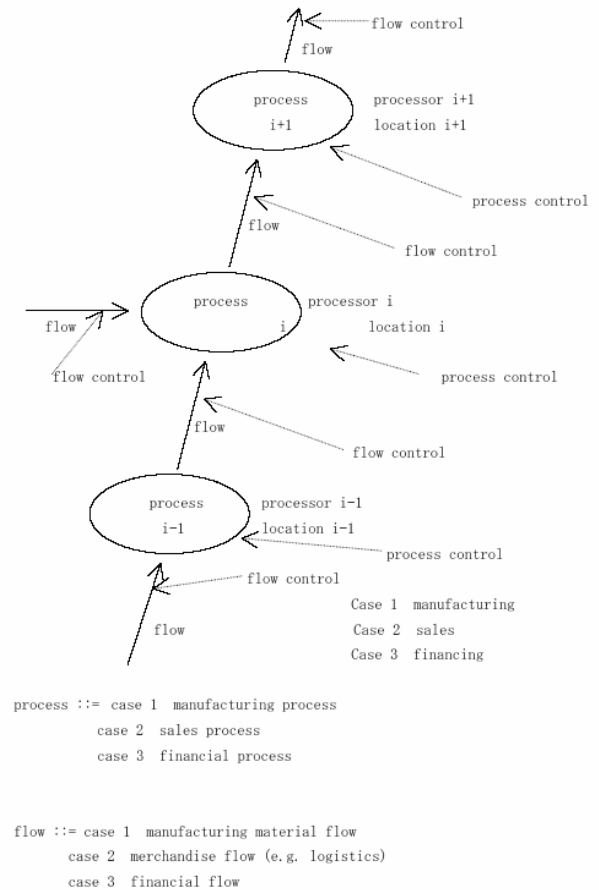 flow control
flow
process
i+1
processor i+1
location i+1
process control
flow
flow control
process
i
processor i
location i
flow
flow control
process control
flow
flow control
process
i-1
processor i-1
location i-1
process control
flow control
flow
Case 1 manufacturing
Case 2 sales
Case 3 financing
process ::= case 1 manufacturing process
case 2 sales process
case 3 financial process
flow ::= case 1 manufacturing material flow
case 2 merchandise flow (e.g. logistics)
case 3 financial flow